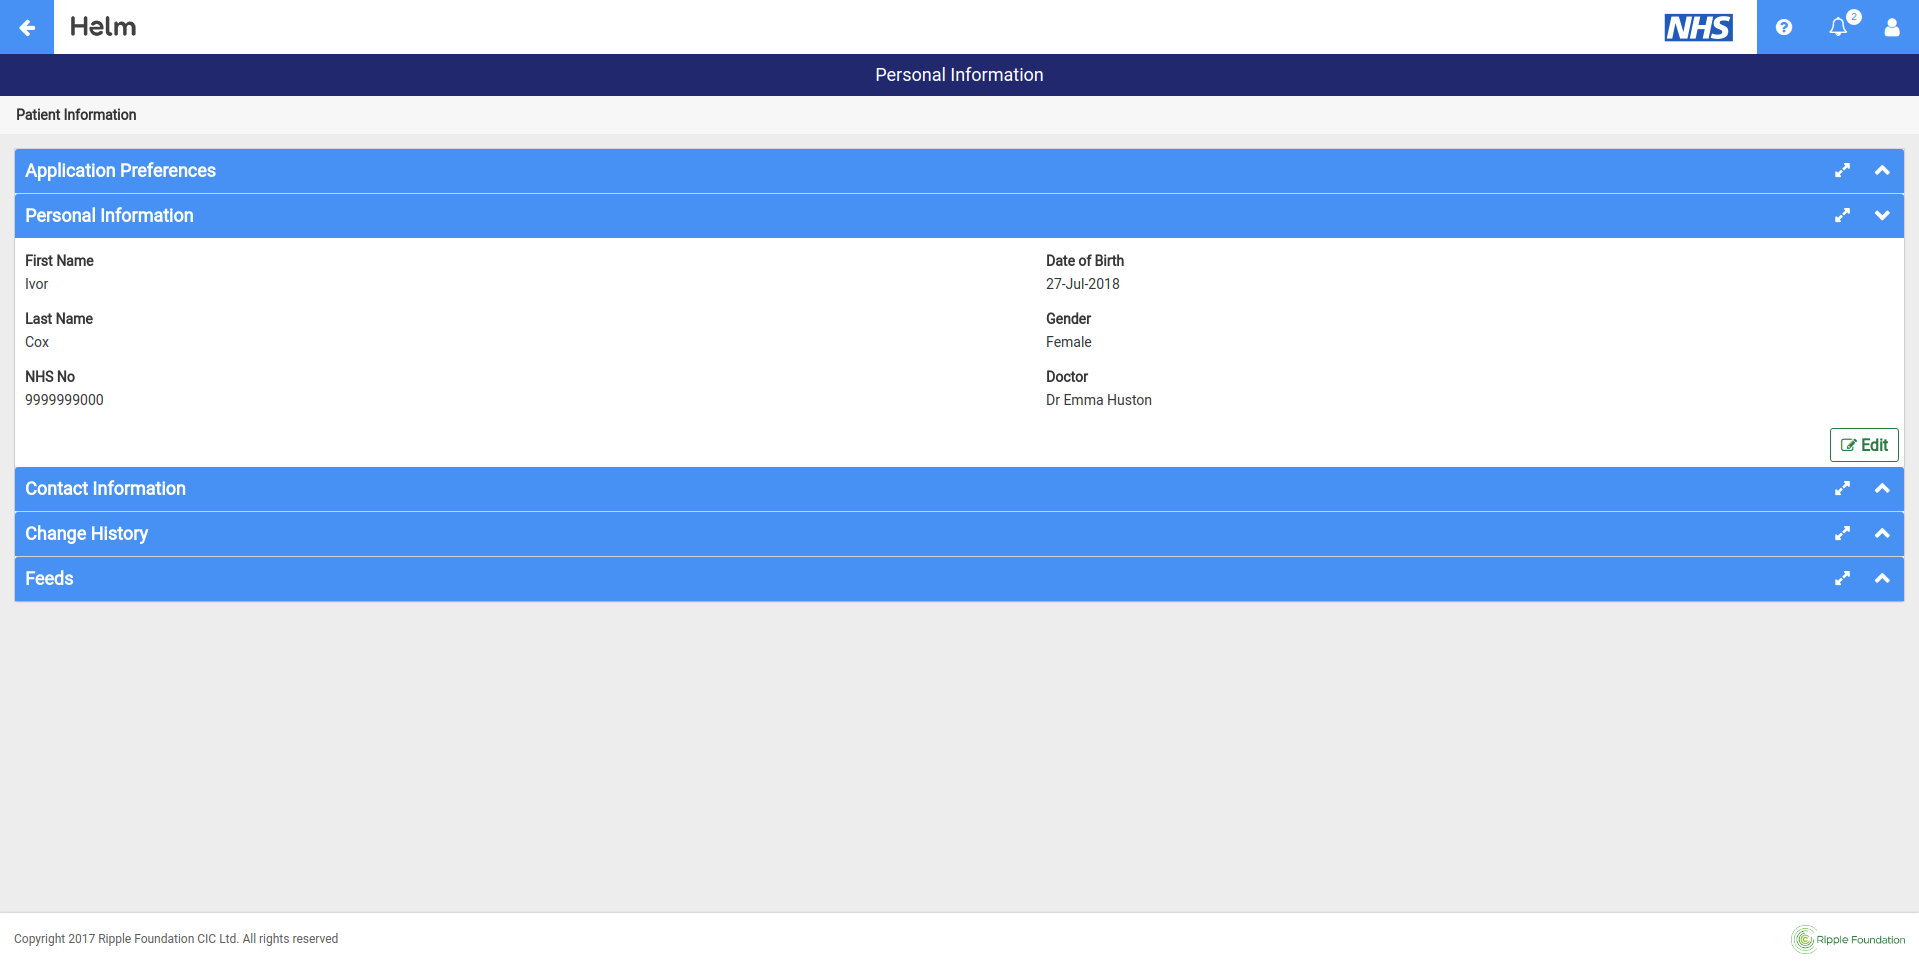 Helm
NHS
2
Personal Information
Patient Information
Application Preferences
Personal Information
First Name
Ivor
Date of Birth
27-Jul-2018
Last Name
Cox
Gender
Female
NHS No
9999999000
Doctor
Dr Emma Huston
Edit
Contact Information
Change History
Feeds
Copyright 2017 Ripple Foundation CIC Ltd. All rights reserved
Ripple Foundation